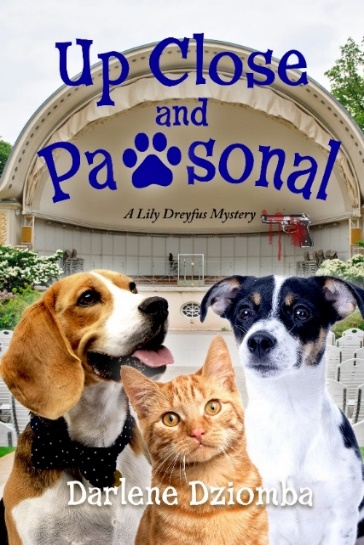 Up Close
and
Pa🐾sonal
A Lily Dreyfus Mystery
Darlene Dziomba